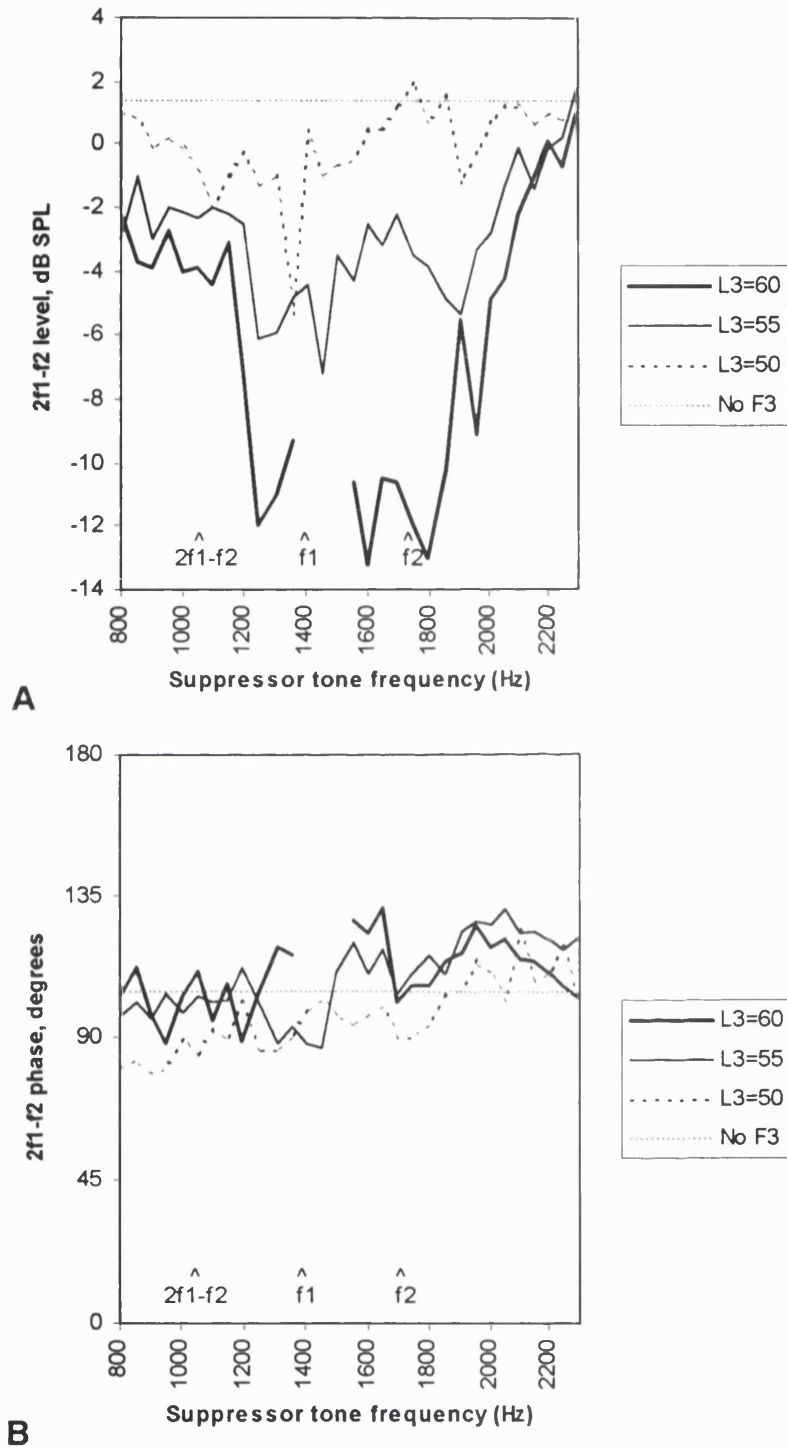 4
2
0
-2
-4
-6
-8
-10
-12
-14
2f1-f2 level, dB SPL
^ ^ ^
2f1-f2 f1 f2
800 1000 1200 1400 1600 1800 2000 2200
Suppressor tone frequency (Hz)
L3=60
L3=55
L3=50
No F3
A
180
135
90
45
0
2f1-f2 phase, degrees
^ ^ ^
2f1-f2 f1 f2
800 1000 1200 1400 1600 1800 2000 2200
Suppressor tone frequency (Hz)
L3=60
L3=55
L3=50
No F3
B